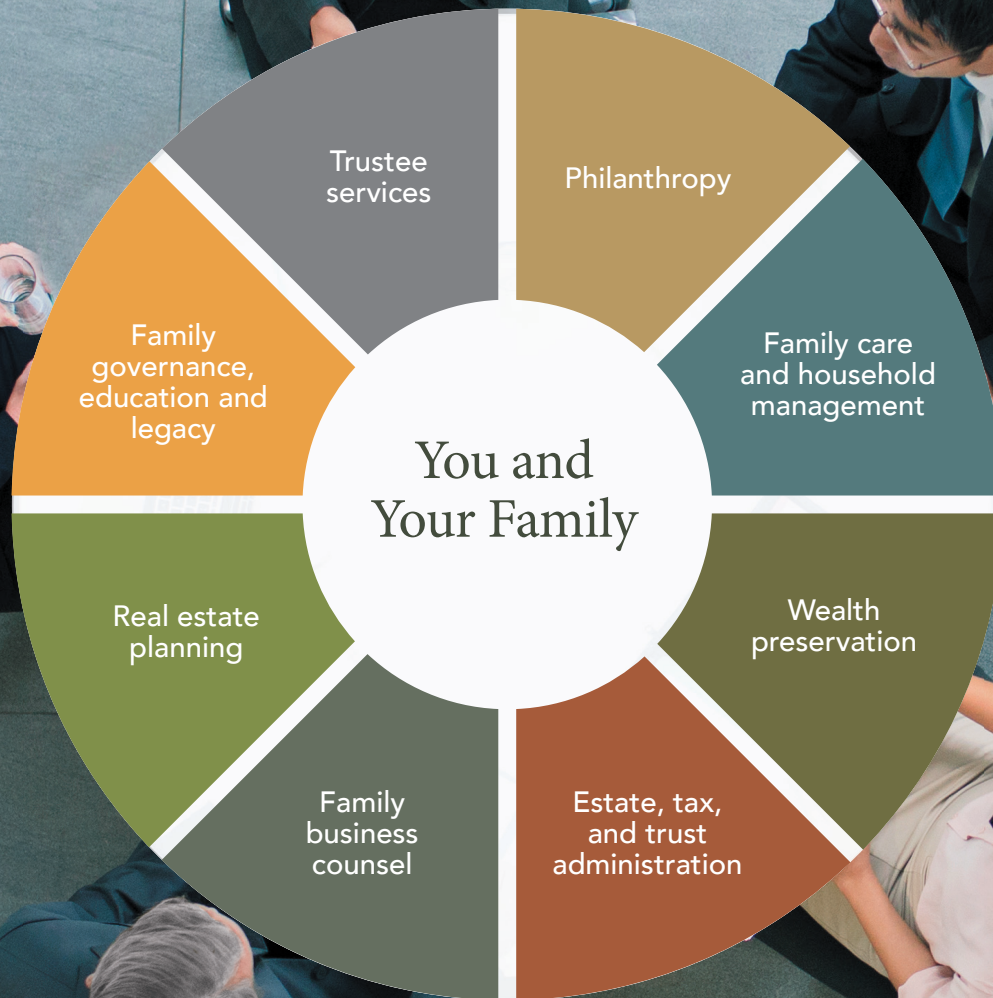 Trustee
services
Philanthropy
Family care
and household
management
Wealth
preservation
Estate, tax,
and trust
administration
Family
business
counsel
Real estate
planning
Family
governance,
education and
legacy
You and
Your Family